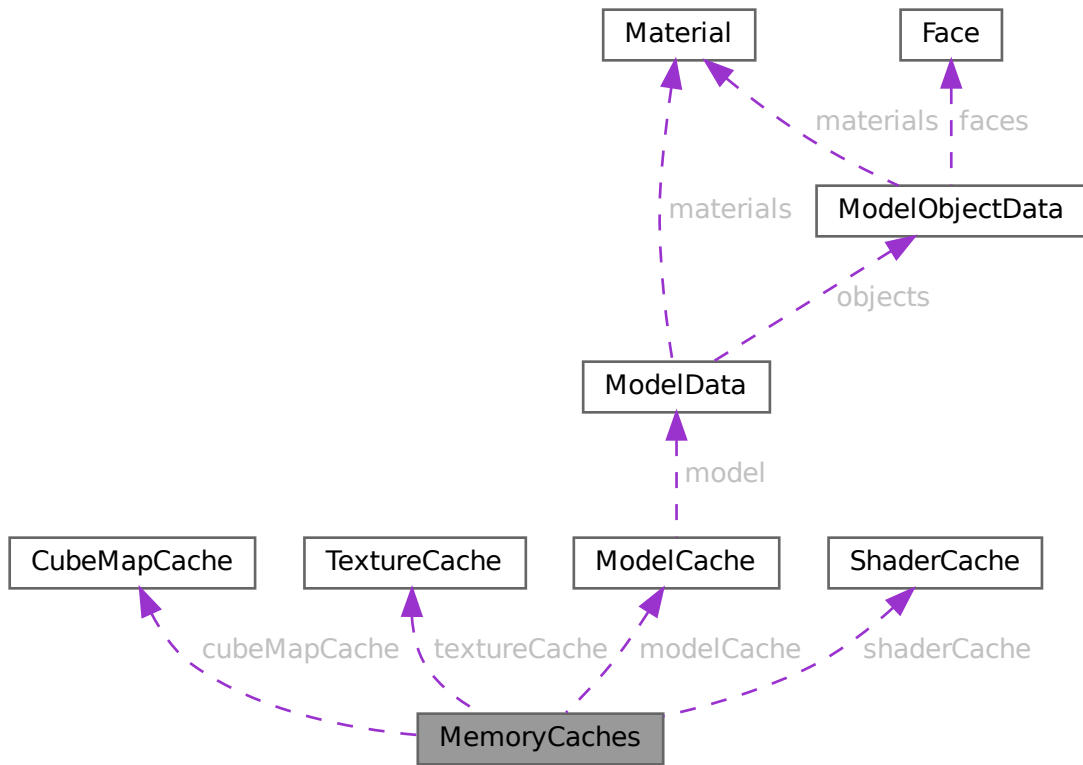 Material
Face
materials
faces
ModelObjectData
materials
objects
ModelData
model
CubeMapCache
TextureCache
ModelCache
ShaderCache
cubeMapCache
textureCache
modelCache
shaderCache
MemoryCaches